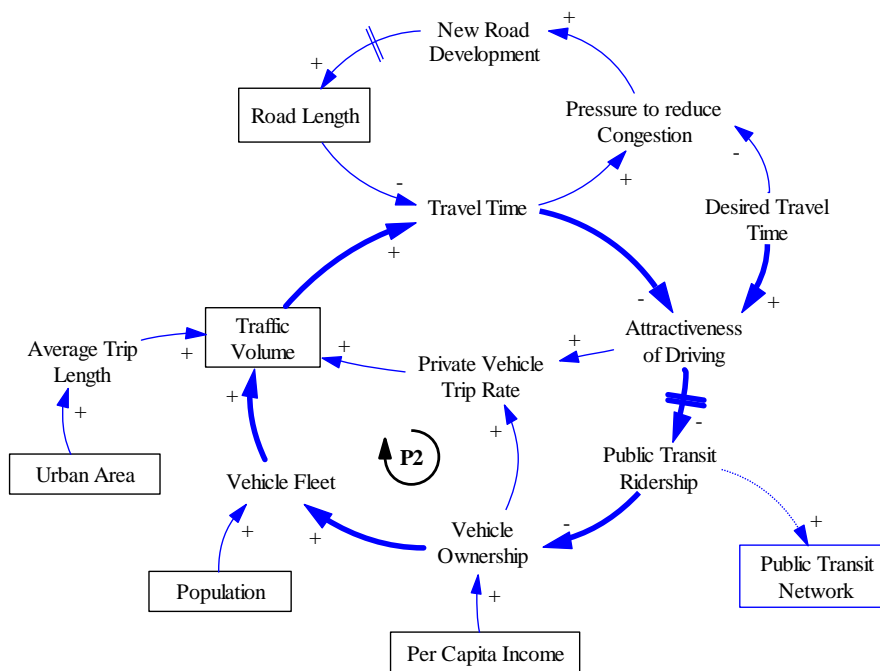 New Road
Development
+
+
Road Length
Pressure to reduce
Congestion
-
-
+
Travel Time
Desired Travel
Time
+
-
+
Traffic
Volume
Attractiveness
of Driving
+
+
+
Average Trip
Length
Private Vehicle
Trip Rate
+
+
-
+
P2
Public Transit
Ridership
Urban Area
Vehicle Fleet
+
+
-
+
Vehicle
Ownership
Public Transit
Network
Population
+
Per Capita Income